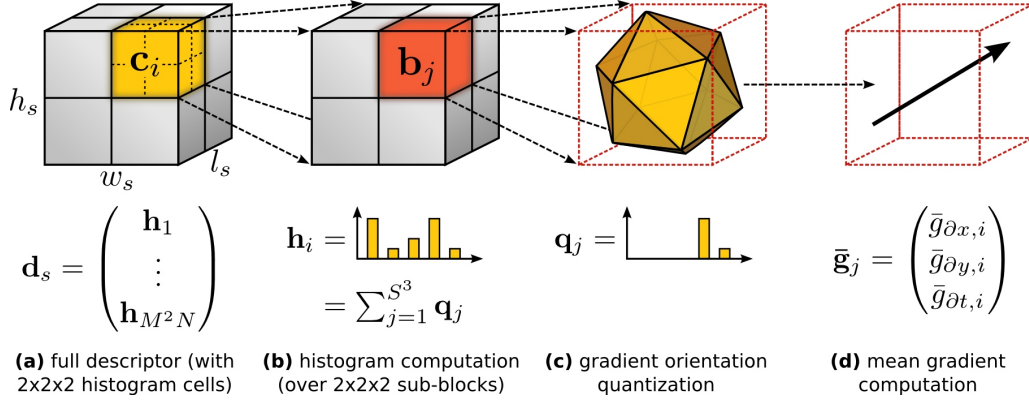 c_i
b_j
h_s
w_s
l_s
d_s = (h_1 ⋮ h_{M^2N})
h_i =
= ∑_{j=1}^{S^3} q_j
q_j =
ḡ_j = (ḡ_{∂x,i} ḡ_{∂y,i} ḡ_{∂t,i})
(a) full descriptor (with
2x2x2 histogram cells)
(b) histogram computation
(over 2x2x2 sub-blocks)
(c) gradient orientation
quantization
(d) mean gradient
computation